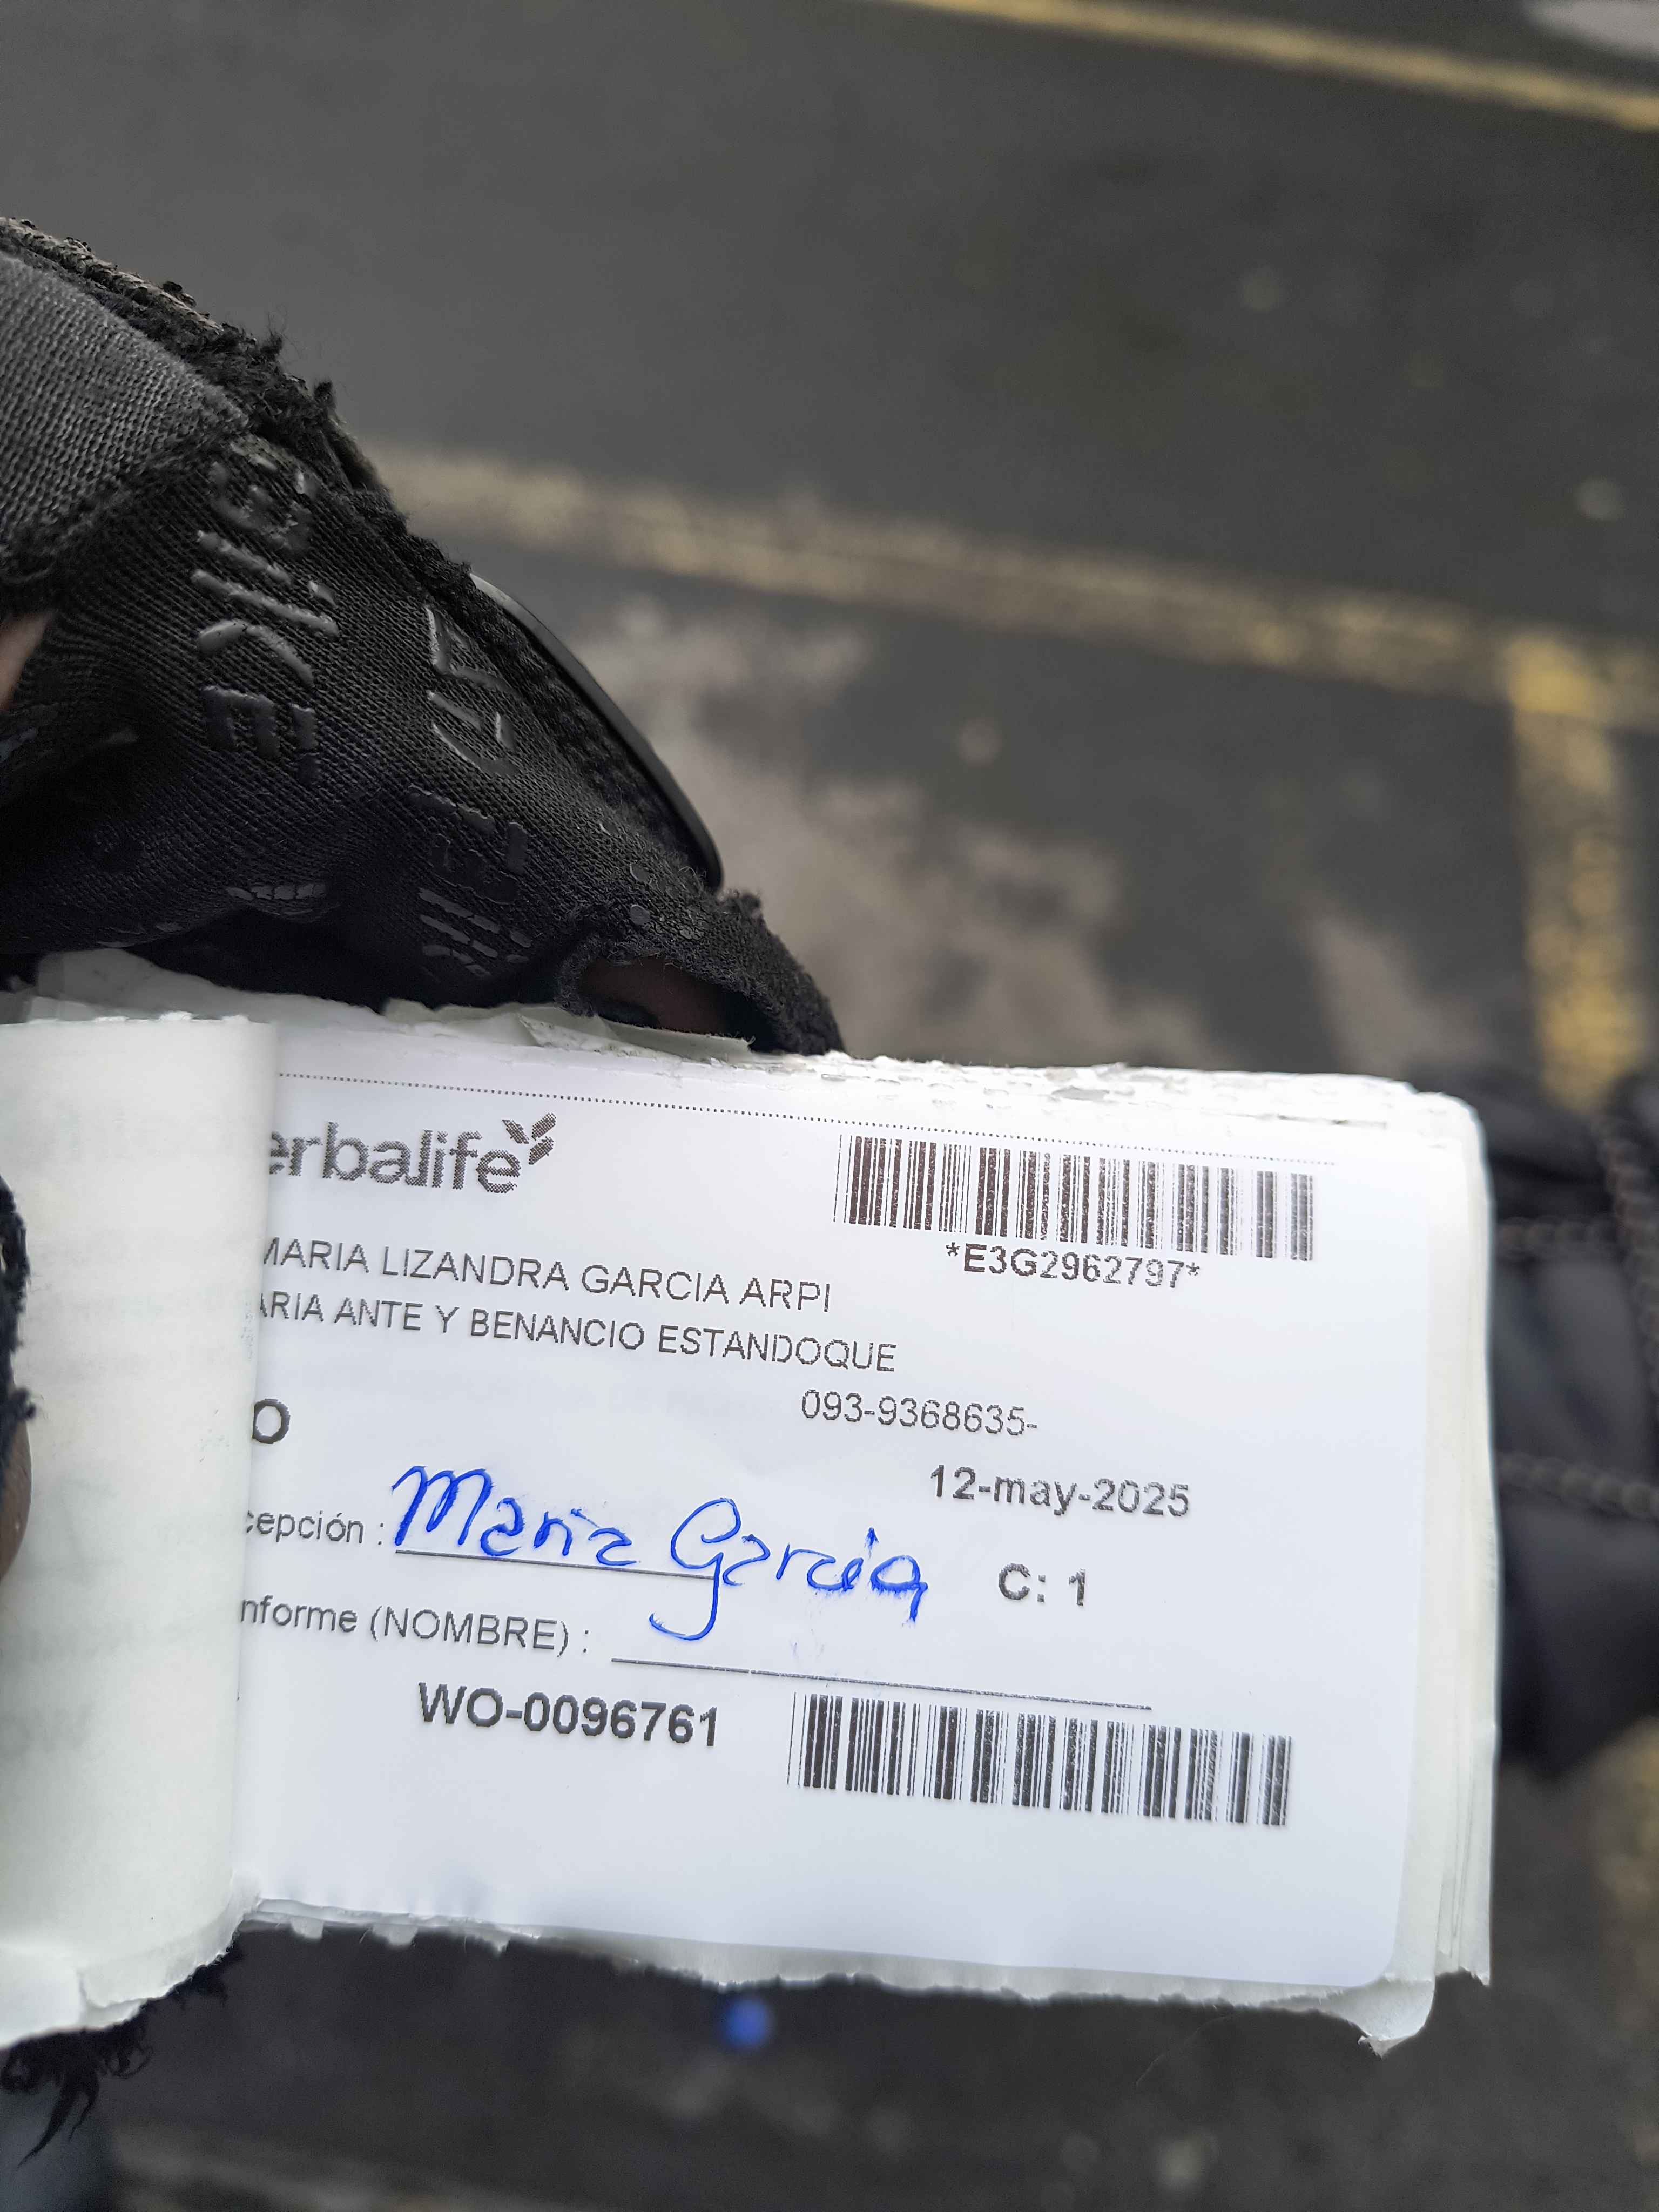 erbalife
*E3G2962797*
MARIA LIZANDRA GARCIA ARPI
ARIA ANTE Y BENANCIO ESTANDOQUE
093-9368635-
O
12-may-2025
cepción : Maria Garcia
C: 1
nforme (NOMBRE) :
WO-0096761